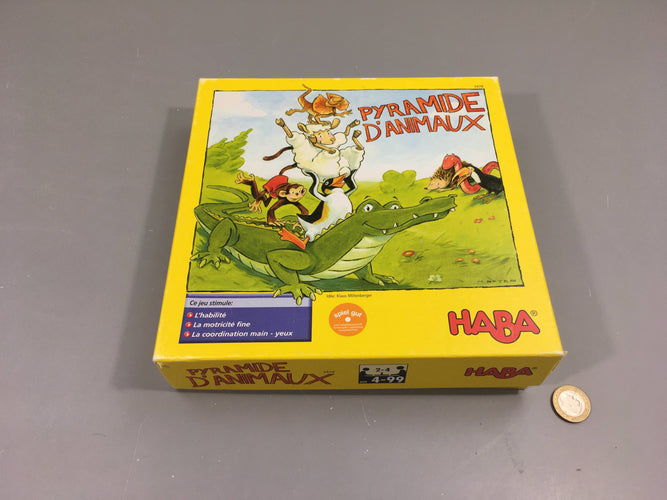 PYRAMIDE
D'ANIMAUX
Idée: Klaus Miltenberger
Ce jeu stimule:
L'habilité
La motricité fine
La coordination main - yeux
spiel gut
HABA®
PYRAMIDE
D'ANIMAUX
2-4
4-99
HABA®